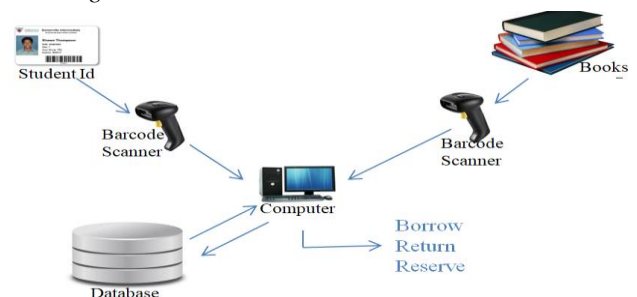 Student Id
Books
Barcode
Scanner
Barcode
Scanner
Computer
Borrow
Return
Reserve
Database